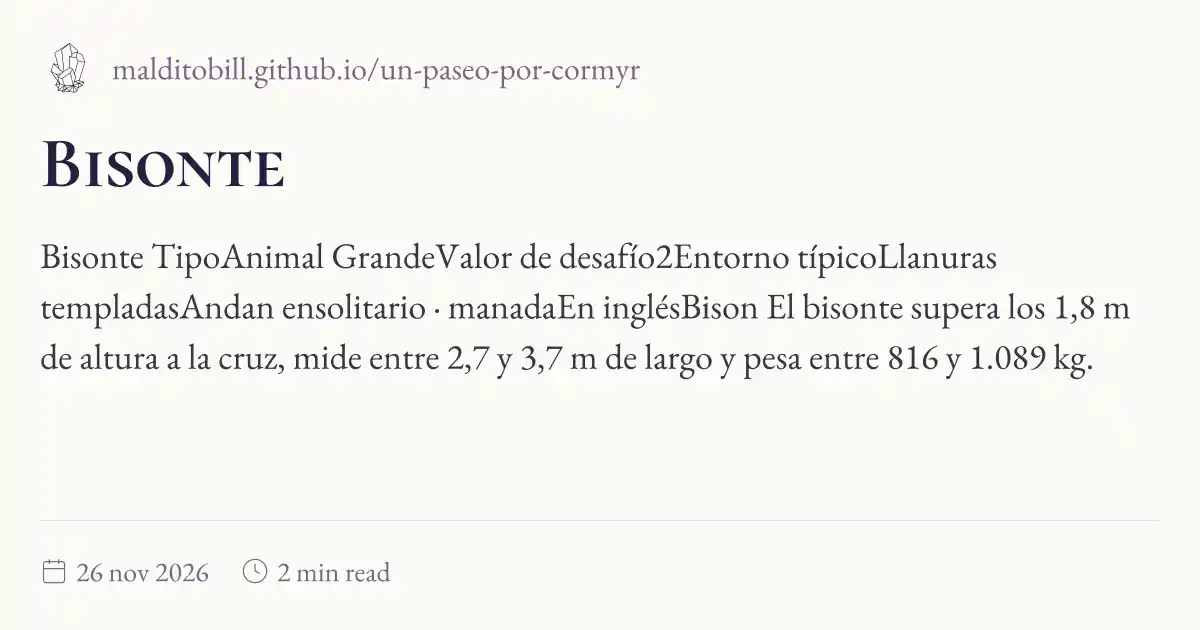 malditobill.github.io/un-paseo-por-cormyr
Bisonte
Bisonte TipoAnimal GrandeValor de desafío2Entorno típicoLlanuras
templadasAndan ensolitario · manadaEn inglésBison El bisonte supera los 1,8 m
de altura a la cruz, mide entre 2,7 y 3,7 m de largo y pesa entre 816 y 1.089 kg.
26 nov 2026 2 min read